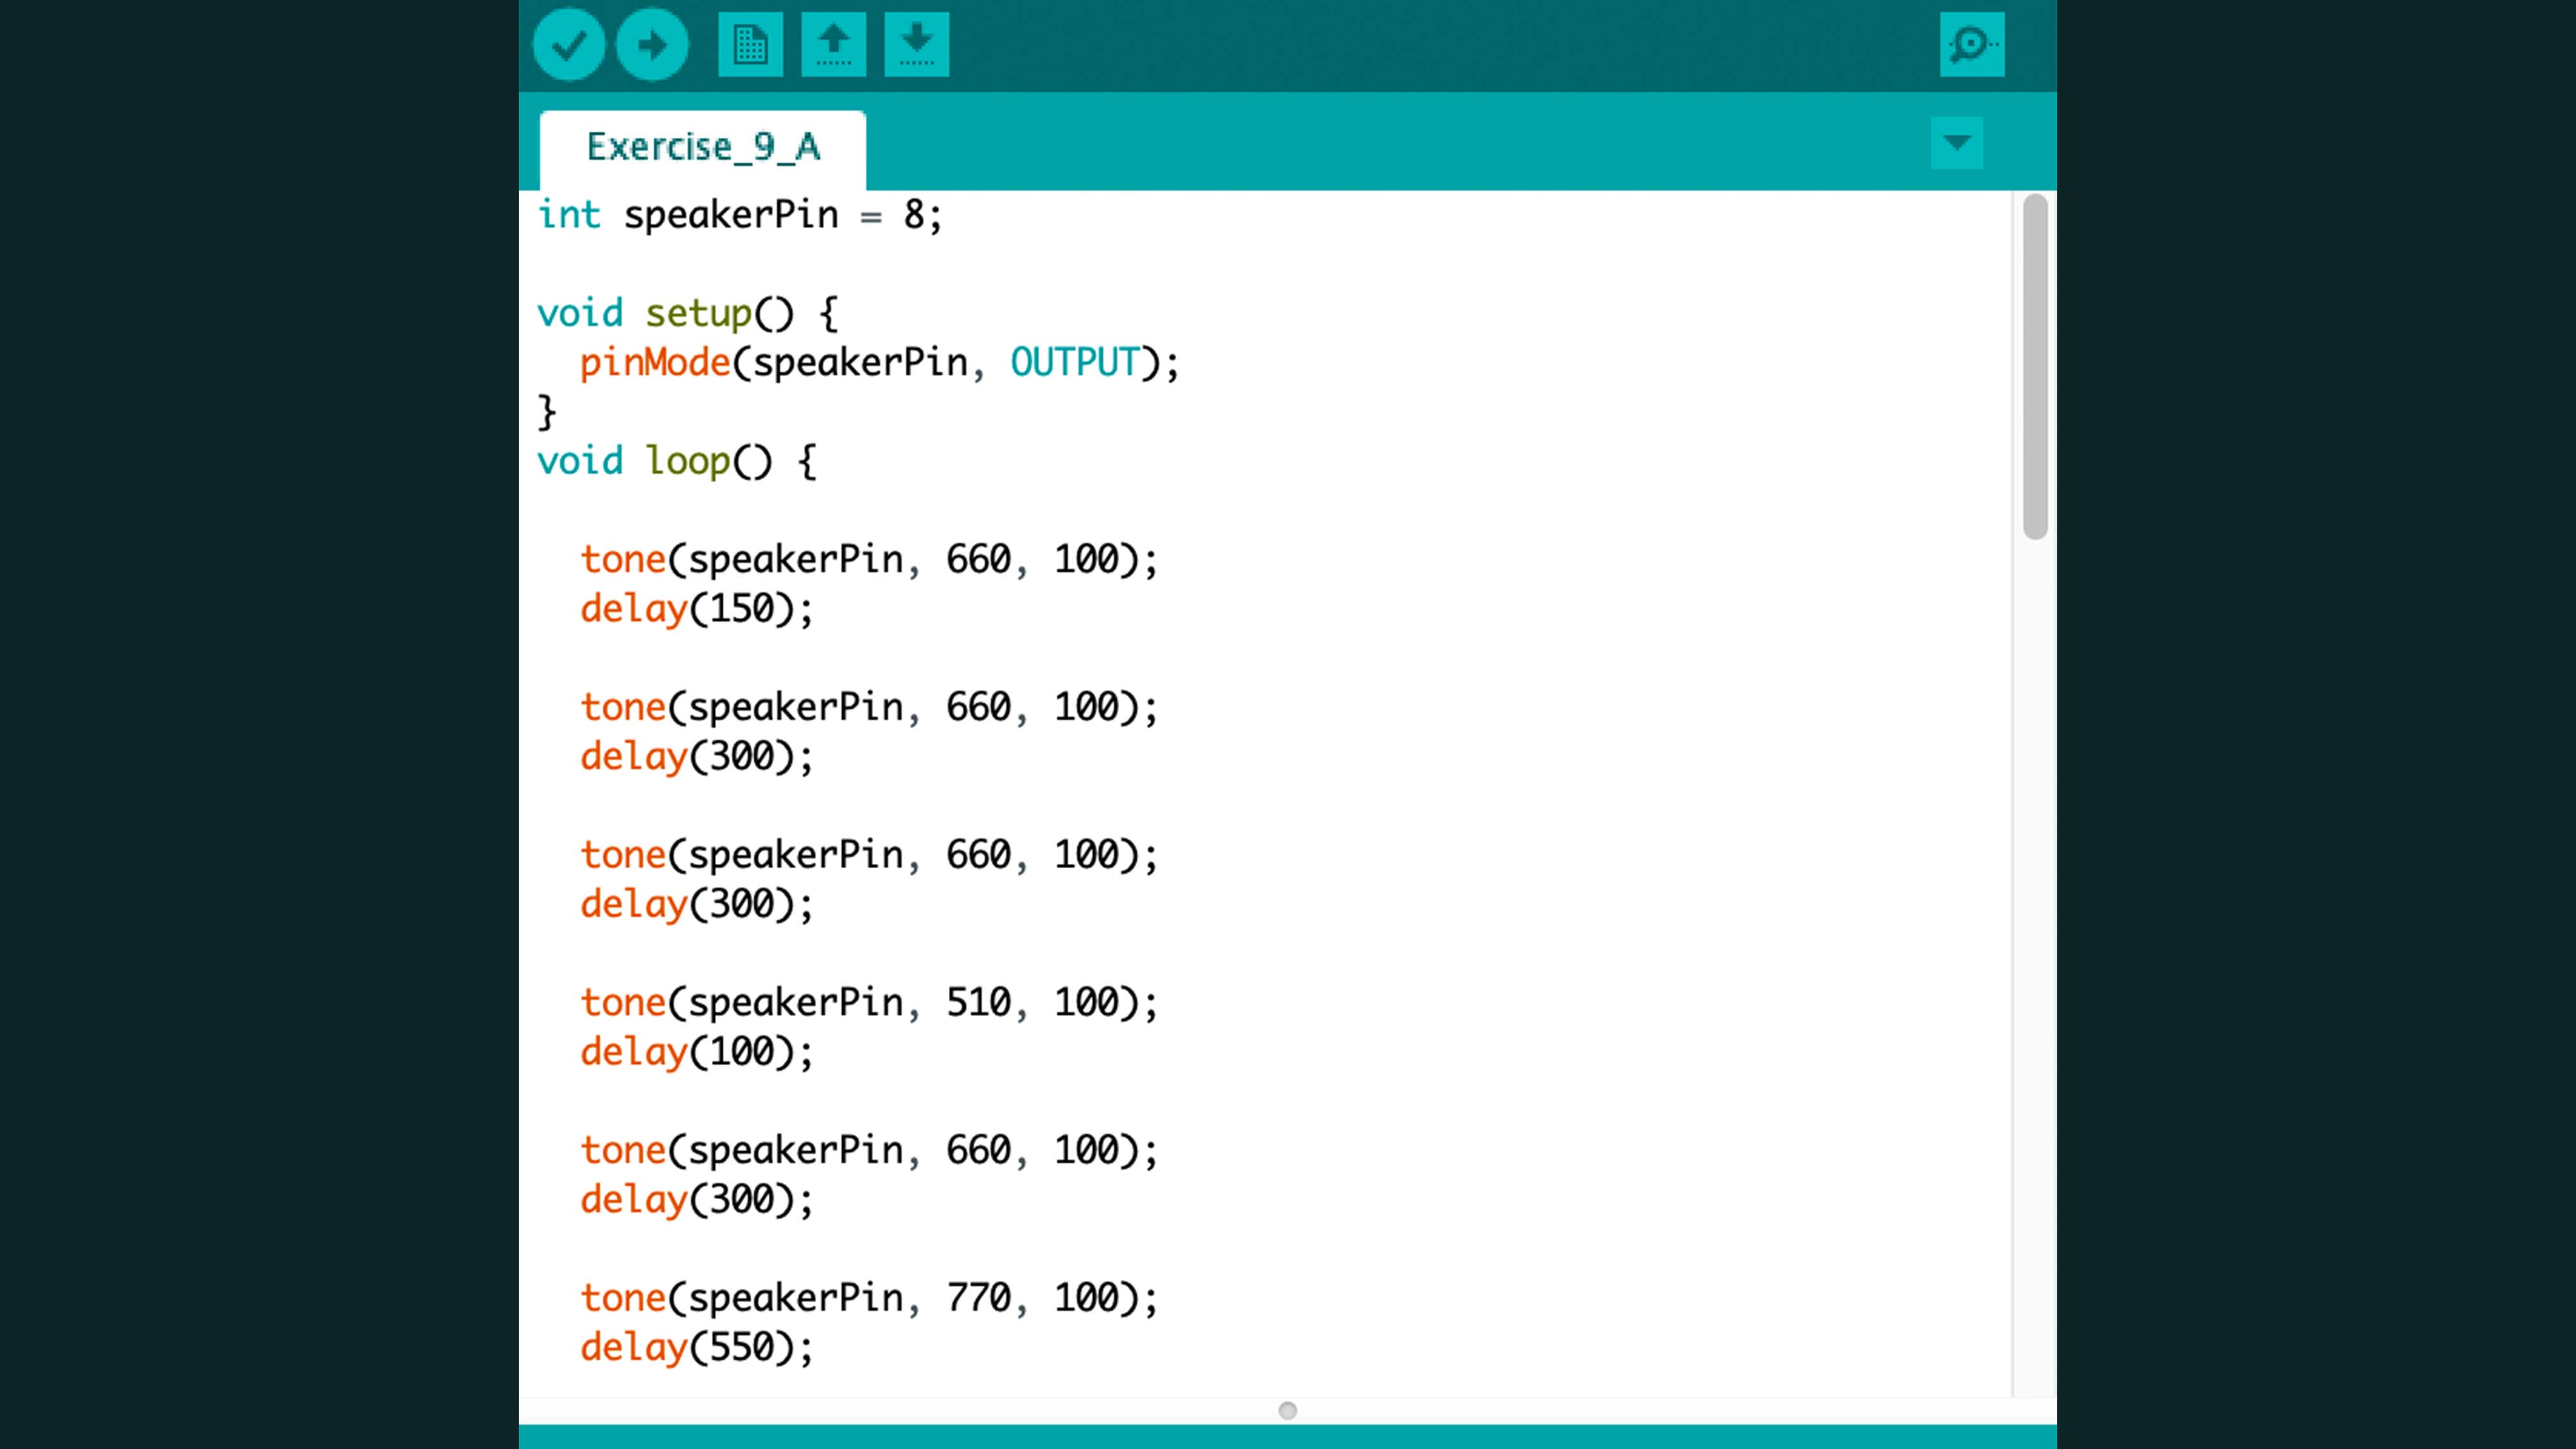 Exercise_9_A
int speakerPin = 8;
void setup() {
pinMode(speakerPin, OUTPUT);
}
void loop() {
tone(speakerPin, 660, 100);
delay(150);
tone(speakerPin, 660, 100);
delay(300);
tone(speakerPin, 660, 100);
delay(300);
tone(speakerPin, 510, 100);
delay(100);
tone(speakerPin, 660, 100);
delay(300);
tone(speakerPin, 770, 100);
delay(550);